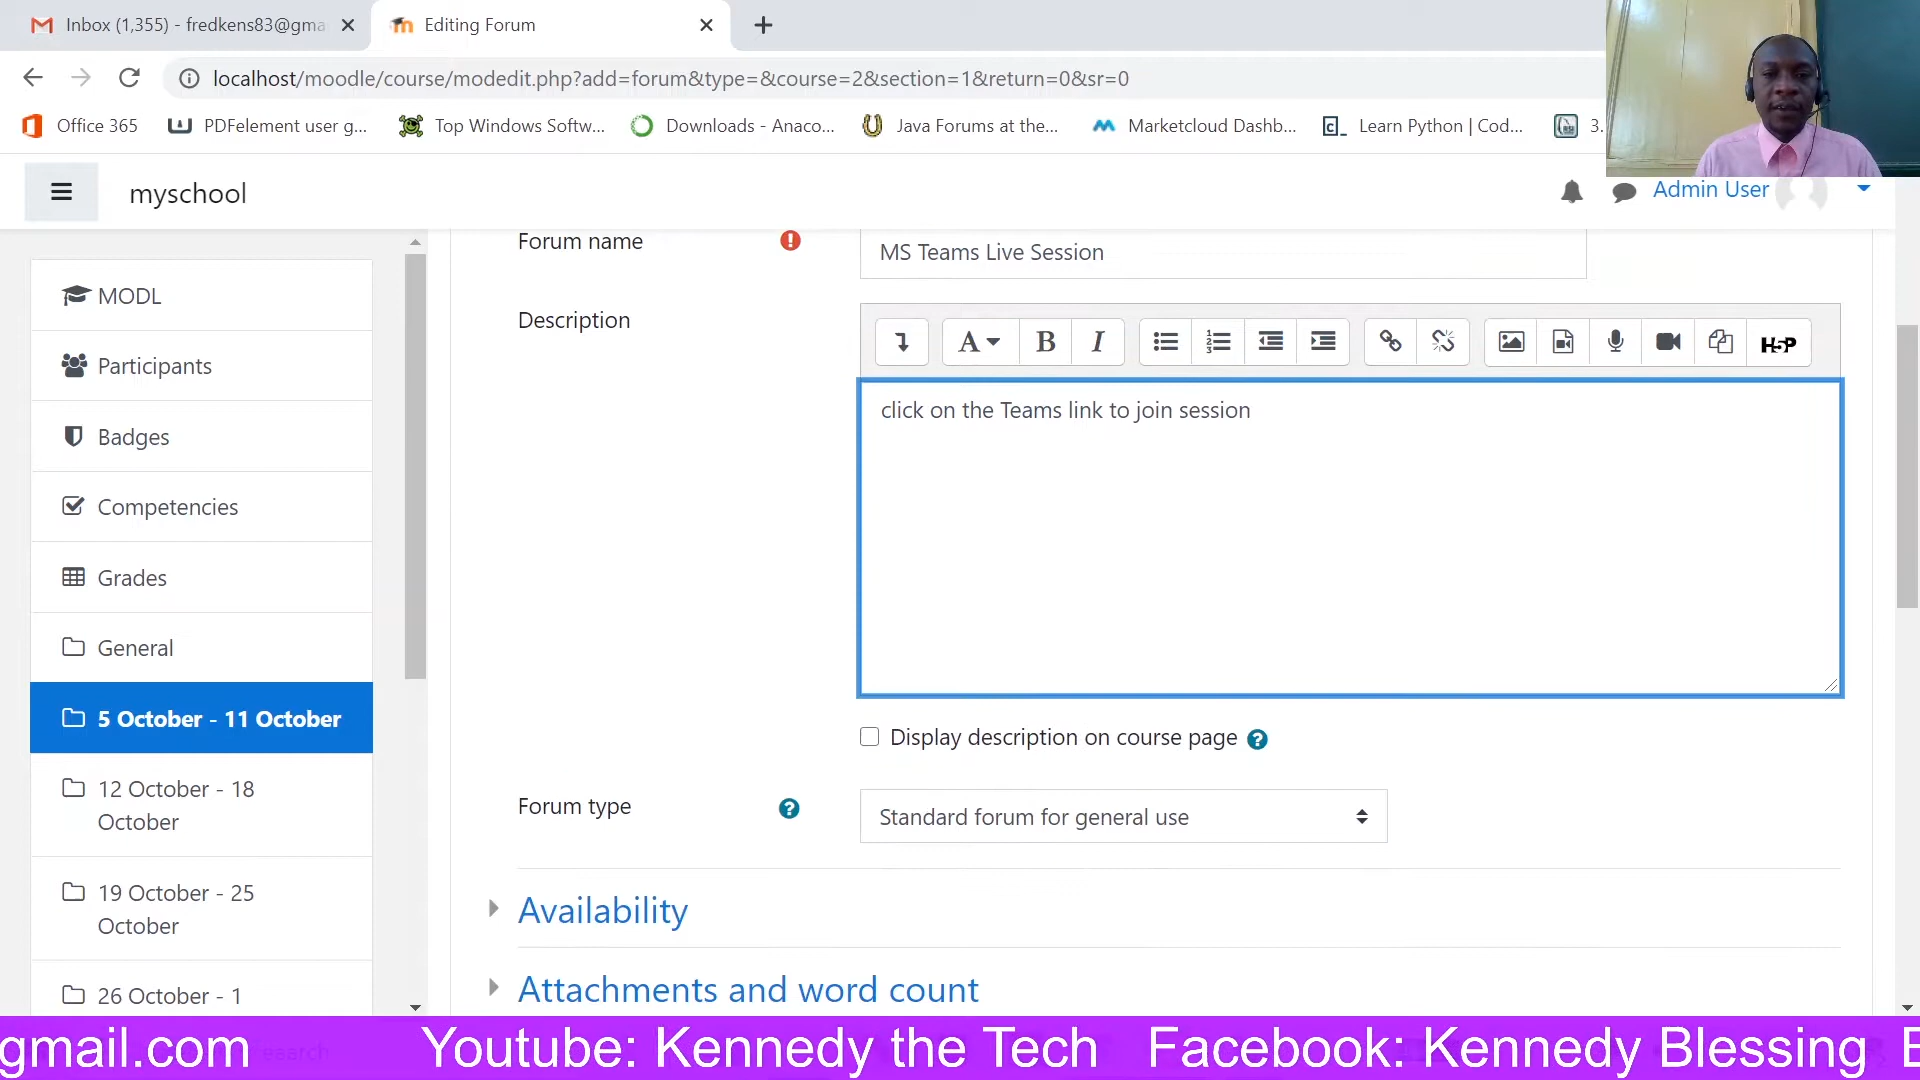 Inbox (1,355) - fredkens83@gma
Editing Forum
localhost/moodle/course/modedit.php?add=forum&type=&course=2&section=1&return=0&sr=0
Office 365
PDFelement user g...
Top Windows Softw...
Downloads - Anaco...
Java Forums at the...
Marketcloud Dashb...
Learn Python | Cod...
3.
myschool
Admin User
MODL
Participants
Badges
Competencies
Grades
General
5 October - 11 October
12 October - 18
October
19 October - 25
October
26 October - 1
Forum name
MS Teams Live Session
Description
A B I H5P
click on the Teams link to join session
Display description on course page
Forum type
Standard forum for general use
Availability
Attachments and word count
gmail.com Youtube: Kennedy the Tech Facebook: Kennedy Blessing